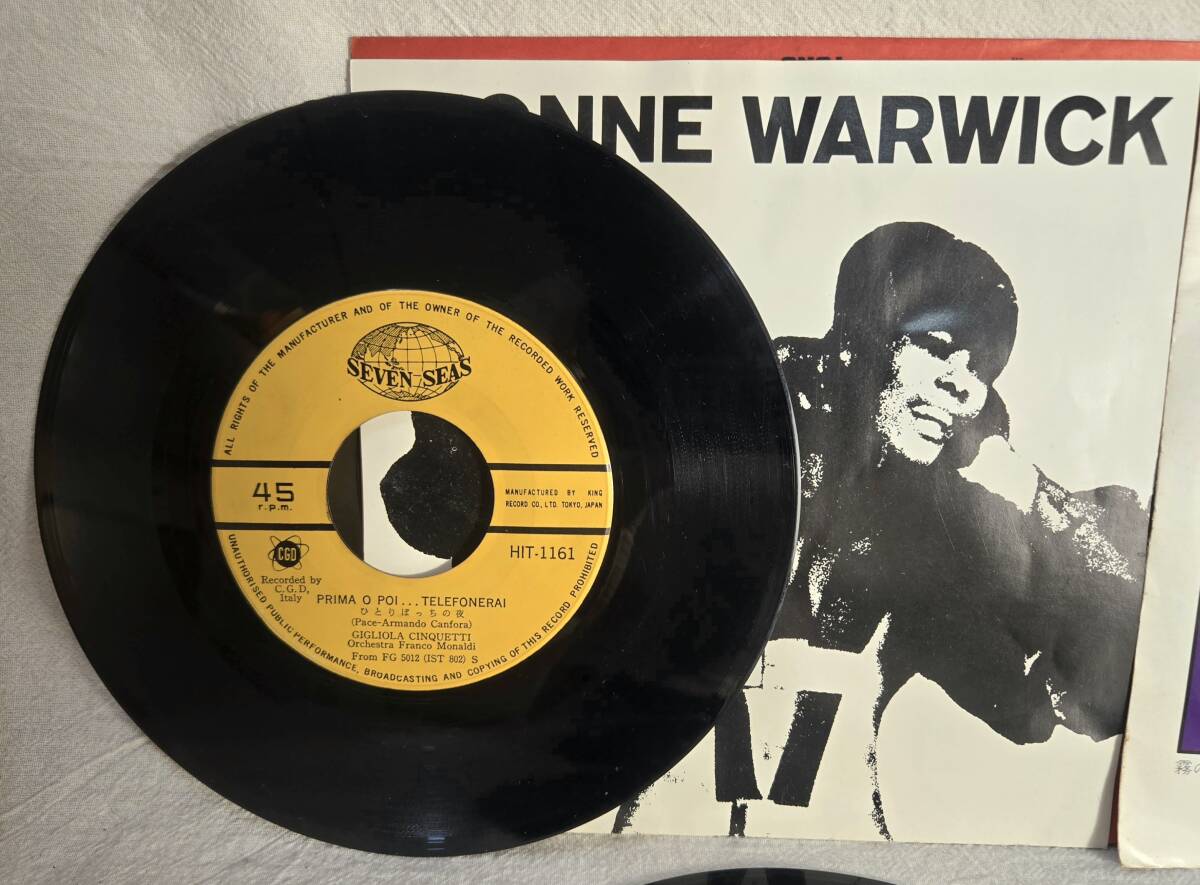 ONNE WARWICK
ALL RIGHTS OF THE MANUFACTURER AND OF THE OWNER OF THE RECORDED WORK RESERVED
SEVEN SEAS
45
r.p.m.
MANUFACTURED BY KING
RECORD CO., LTD. TOKYO, JAPAN
HIT-1161
CGD
Recorded by
C.G.D,
Italy
PRIMA O POI... TELEFONERAI
ひとりぼっちの夜
(Pace-Armando Canfora)
GIGLIOLA CINQUETTI
Orchestra Franco Monaldi
From FG 5012 (IST 802) S
UNAUTHORISED PUBLIC PERFORMANCE, BROADCASTING AND COPYING OF THIS RECORD PROHIBITED
霧の